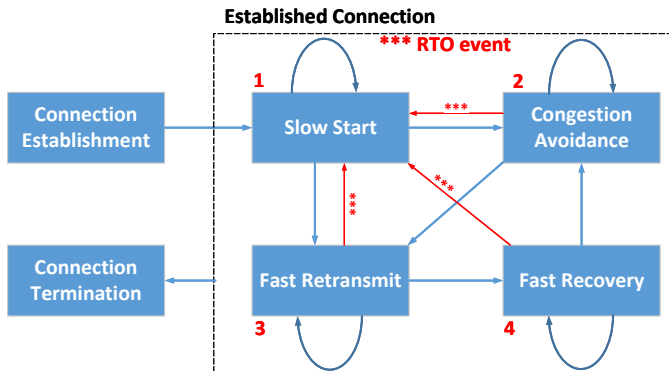 Established Connection
*** RTO event
1
2
Connection
Establishment
Slow Start
***
Congestion
Avoidance
***
***
Connection
Termination
Fast Retransmit
Fast Recovery
3
4